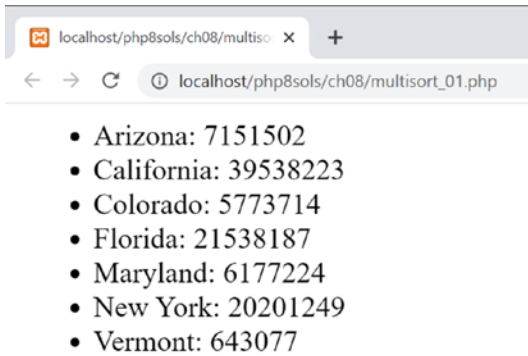 localhost/php8sols/ch08/multiso
localhost/php8sols/ch08/multisort_01.php
• Arizona: 7151502
• California: 39538223
• Colorado: 5773714
• Florida: 21538187
• Maryland: 6177224
• New York: 20201249
• Vermont: 643077